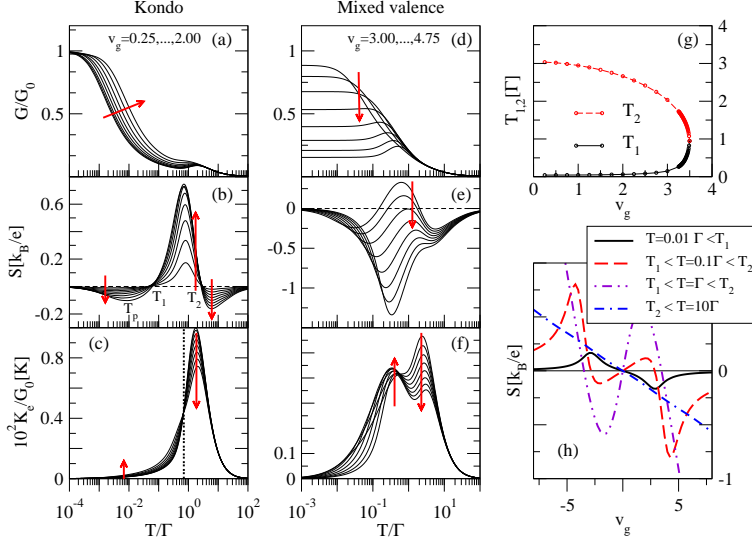 Kondo
Mixed valence
v_g=0.25,...,2.00
(a)
G/G_0
1
0.5
v_g=3.00,...,4.75
(d)
1
0.5
(g)
T_{1,2}[Γ]
4
3
2
1
0
T_2
T_1
0
1
2
3
4
v_g
(b)
S[k_B/e]
0.6
0.2
-0.2
T_p
T_1
T_2
(e)
0
-0.5
-1
T=0.01 Γ <T_1
T_1 < T=0.1Γ < T_2
T_1 < T=Γ < T_2
T_2 < T=10Γ
(c)
10^2K_e/G_0[K]
0.8
0.4
0
10^{-4}
10^{-2}
10^0
10^2
T/Γ
(f)
0.1
0
10^{-3}
10^{-1}
10^1
T/Γ
S[k_B/e]
(h)
0
-1
-5
0
5
v_g